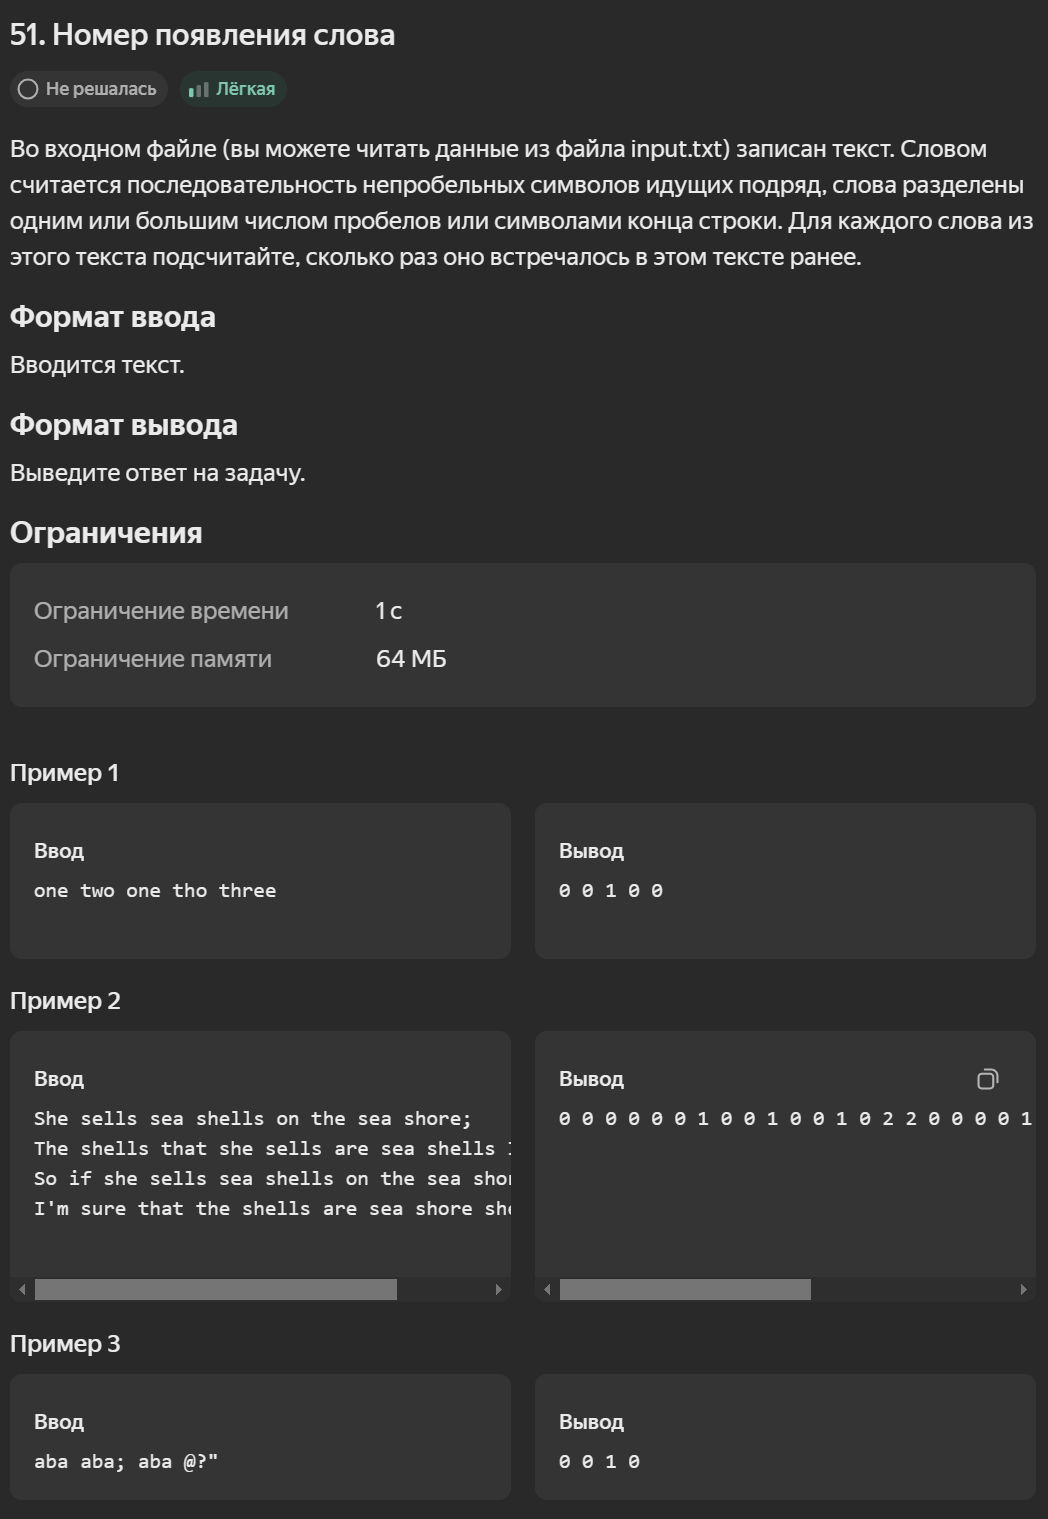 51. Номер появления слова
Не решалась
Лёгкая
Во входном файле (вы можете читать данные из файла input.txt) записан текст. Словом
считается последовательность непробельных символов идущих подряд, слова разделены
одним или большим числом пробелов или символами конца строки. Для каждого слова из
этого текста подсчитайте, сколько раз оно встречалось в этом тексте ранее.
Формат ввода
Вводится текст.
Формат вывода
Выведите ответ на задачу.
Ограничения
Ограничение времени 1 с
Ограничение памяти 64 МБ
Пример 1
Ввод
one two one tho three
Вывод
0 0 1 0 0
Пример 2
Ввод
She sells sea shells on the sea shore;
The shells that she sells are sea shells
So if she sells sea shells on the sea
I'm sure that the shells are sea shore
Вывод
0 0 0 0 0 0 1 0 0 1 0 0 1 0 2 2 0 0 0 0 1
Пример 3
Ввод
aba aba; aba @?"
Вывод
0 0 1 0